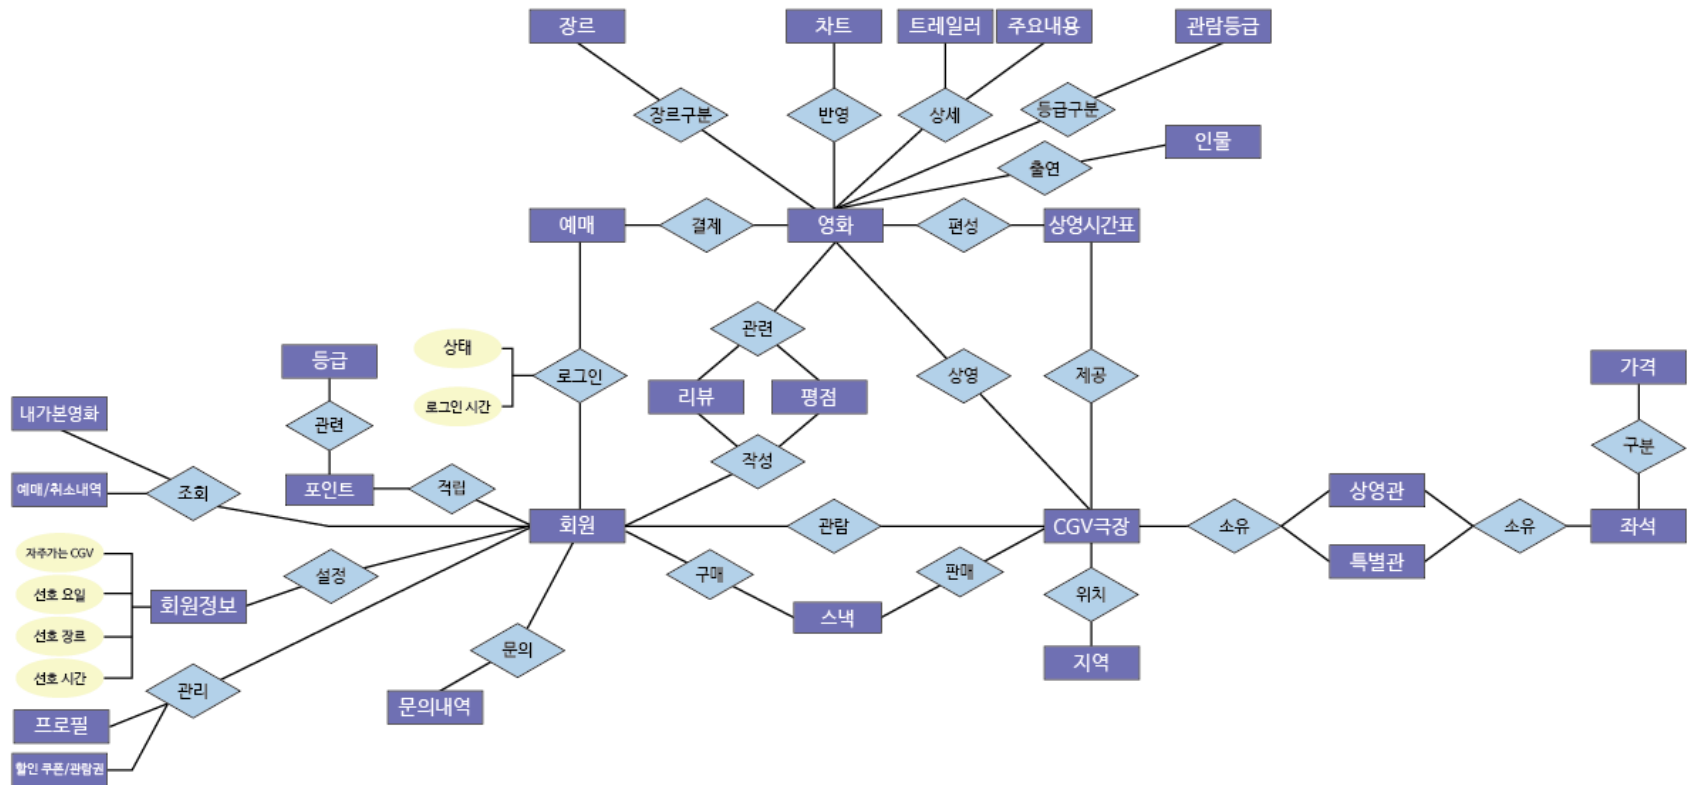 장르
차트
트레일러
주요내용
관람등급
장르구분
반영
상세
등급구분
인물
출연
예매
결제
영화
편성
상영시간표
관련
상태
등급
로그인
상영
제공
가격
리뷰
평점
로그인 시간
내가본영화
관련
구분
작성
예매/취소내역
조회
포인트
적립
상영관
회원
관람
CGV극장
소유
소유
좌석
자주가는 CGV
특별관
설정
구매
판매
선호 요일
회원정보
위치
스낵
선호 장르
문의
지역
선호 시간
관리
문의내역
프로필
할인 쿠폰/관람권